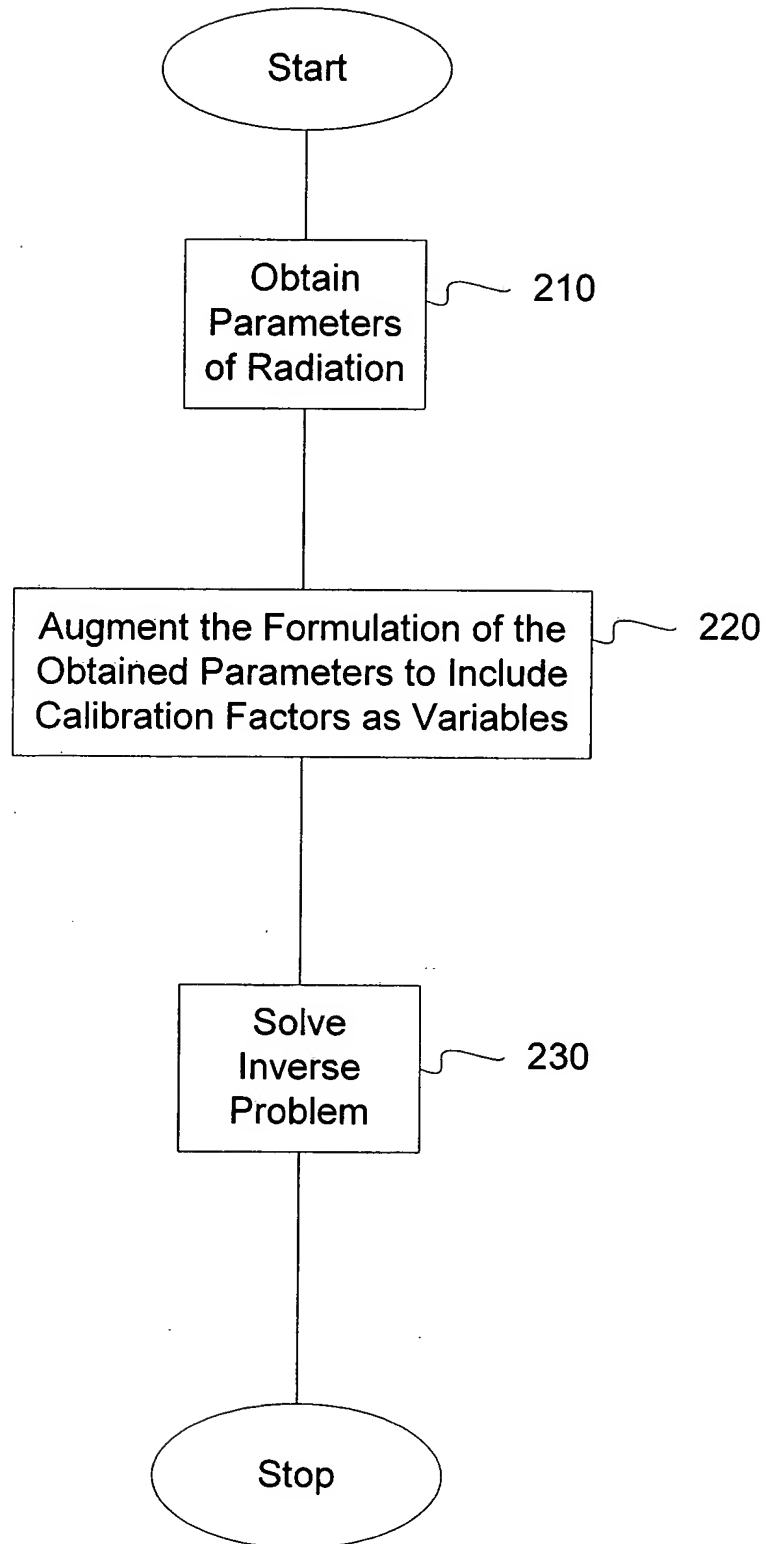 Start
Obtain
Parameters
of Radiation
210
Augment the Formulation of the
Obtained Parameters to Include
Calibration Factors as Variables
220
Solve
Inverse
Problem
230
Stop